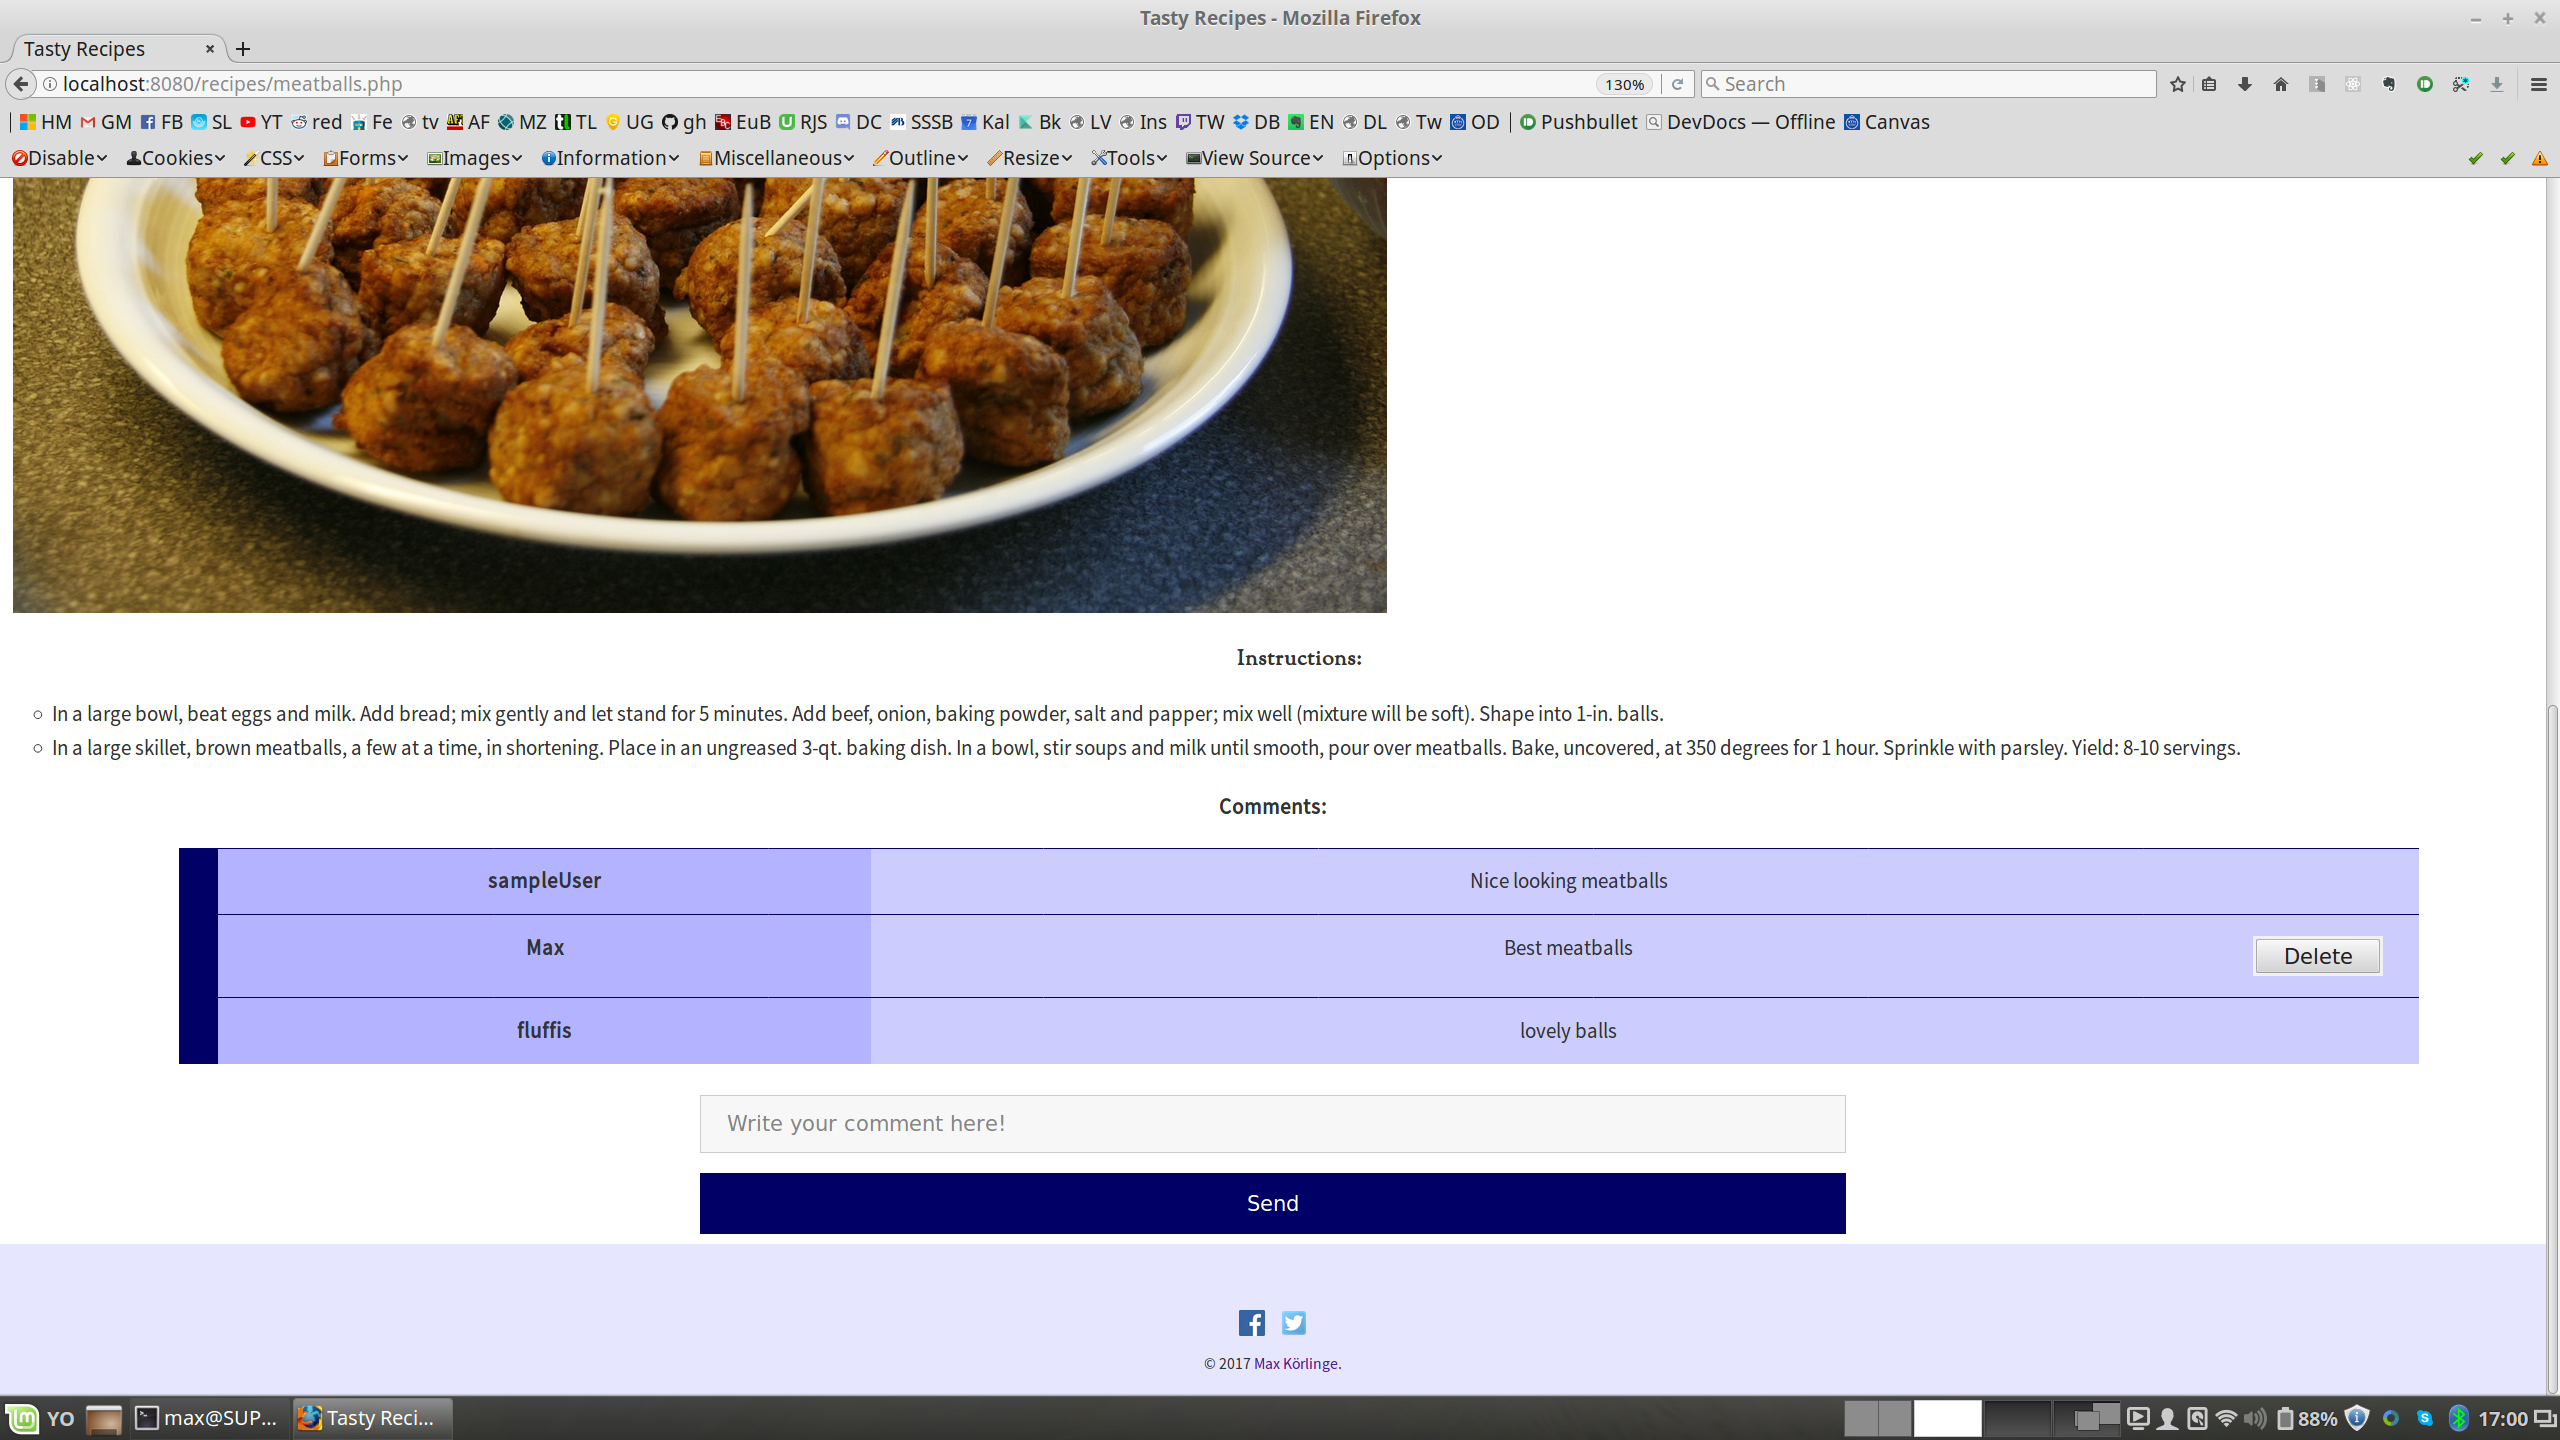 Tasty Recipes - Mozilla Firefox
Tasty Recipes
localhost:8080/recipes/meatballs.php
130%
Search
HM GM FB SL YT red Fe tv AF MZ TL UG gh EuB RJS DC SSSB Kal Bk LV Ins TW DB EN DL Tw OD Pushbullet DevDocs — Offline Canvas
Disable Cookies CSS Forms Images Information Miscellaneous Outline Resize Tools View Source Options
Instructions:
In a large bowl, beat eggs and milk. Add bread; mix gently and let stand for 5 minutes. Add beef, onion, baking powder, salt and papper; mix well (mixture will be soft). Shape into 1-in. balls.
In a large skillet, brown meatballs, a few at a time, in shortening. Place in an ungreased 3-qt. baking dish. In a bowl, stir soups and milk until smooth, pour over meatballs. Bake, uncovered, at 350 degrees for 1 hour. Sprinkle with parsley. Yield: 8-10 servings.
Comments:
sampleUser Nice looking meatballs
Max Best meatballs Delete
fluffis lovely balls
Write your comment here!
Send
© 2017 Max Körlinge.
YO max@SUP... Tasty Reci... 88% 17:00